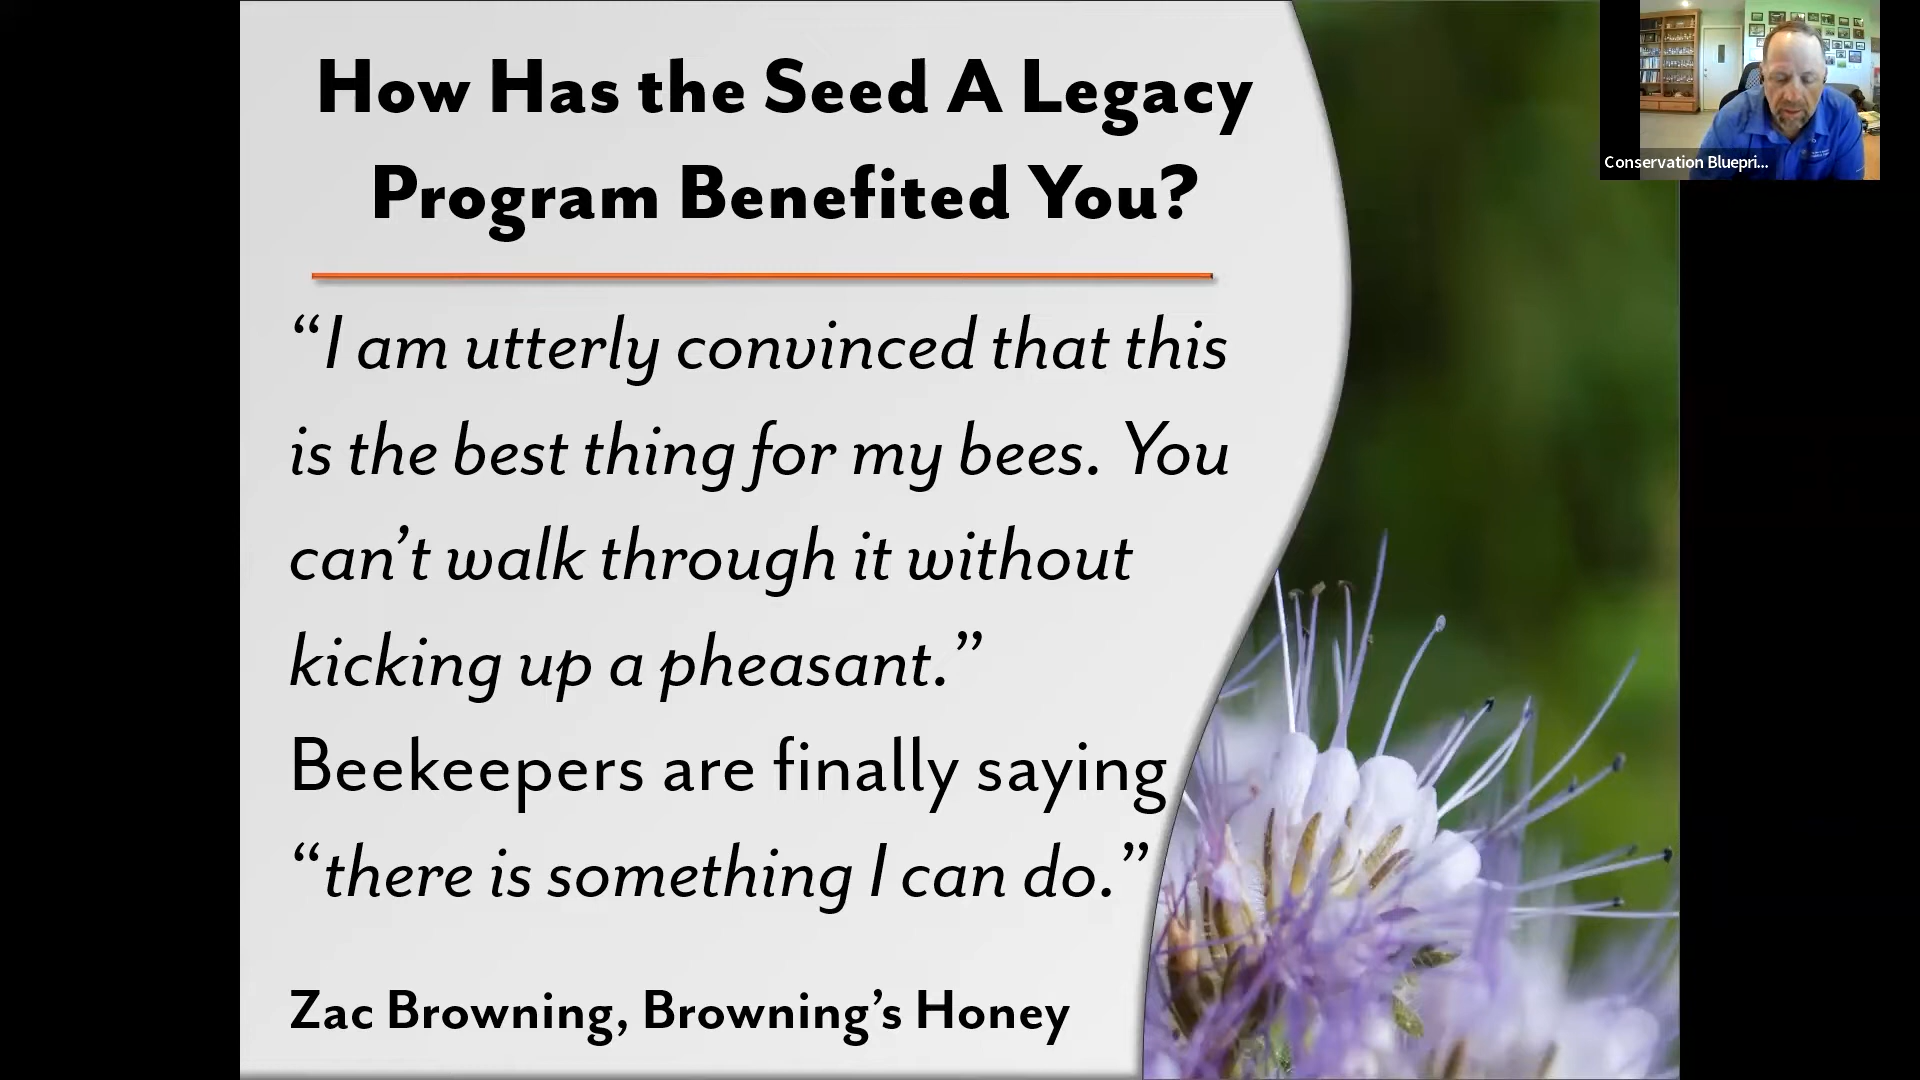 How Has the Seed A Legacy
Program Benefited You?
“I am utterly convinced that this
is the best thing for my bees. You
can’t walk through it without
kicking up a pheasant.”
Beekeepers are finally saying
“there is something I can do.”
Zac Browning, Browning’s Honey
Conservation Bluepri...